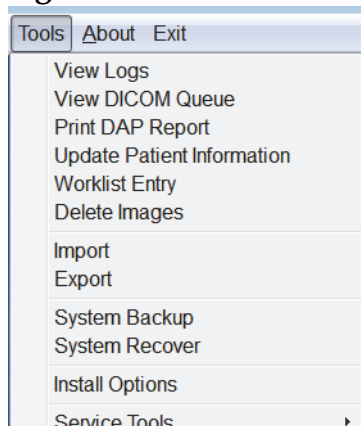 Tools About Exit
View Logs
View DICOM Queue
Print DAP Report
Update Patient Information
Worklist Entry
Delete Images
Import
Export
System Backup
System Recover
Install Options
Service Tools